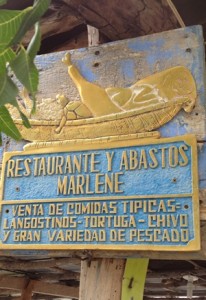 RESTAURANTE Y ABASTOS
MARLENE
VENTA DE COMIDAS TIPICAS-
LANGOSTINOS-TORTUGA-CHIVO
Y GRAN VARIEDAD DE PESCADO